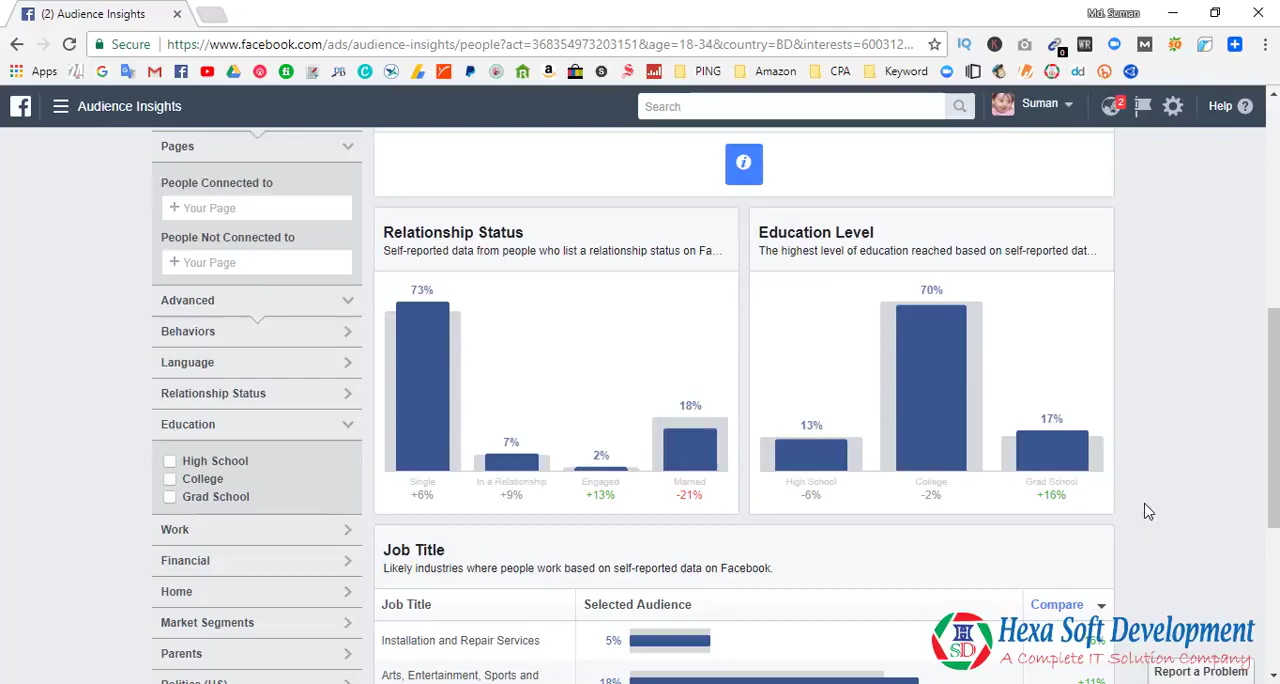 (2) Audience Insights
Md. Suman
Secure https://www.facebook.com/ads/audience-insights/people?act=368354973203151&age=18-34&country=BD&interests=600312...
Apps
PING
Amazon
CPA
Keyword
Audience Insights
Search
Suman
2
Help
Pages
People Connected to
+ Your Page
People Not Connected to
+ Your Page
Advanced
Behaviors
Language
Relationship Status
Education
High School
College
Grad School
Work
Financial
Home
Market Segments
Parents
Politics (US)
Relationship Status
Self-reported data from people who list a relationship status on Fa...
73%
7%
2%
18%
Single
In a Relationship
Engaged
Married
+6%
+9%
+13%
-21%
Education Level
The highest level of education reached based on self-reported dat...
13%
70%
17%
High School
College
Grad School
-6%
-2%
+16%
Job Title
Likely industries where people work based on self-reported data on Facebook.
Job Title
Selected Audience
Compare
Installation and Repair Services
5%
Arts, Entertainment, Sports and
18%
+11%
HSD
Hexa Soft Development
A Complete IT Solution Company
Report a Problem